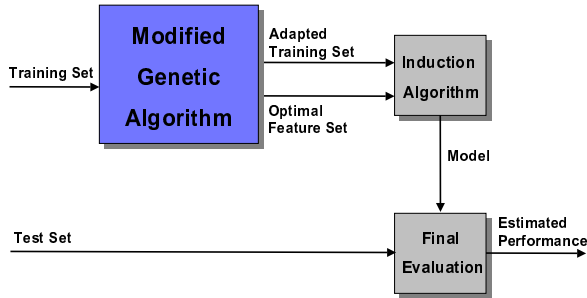 Training Set
Modified
Genetic
Algorithm
Adapted
Training Set
Optimal
Feature Set
Induction
Algorithm
Model
Test Set
Final
Evaluation
Estimated
Performance